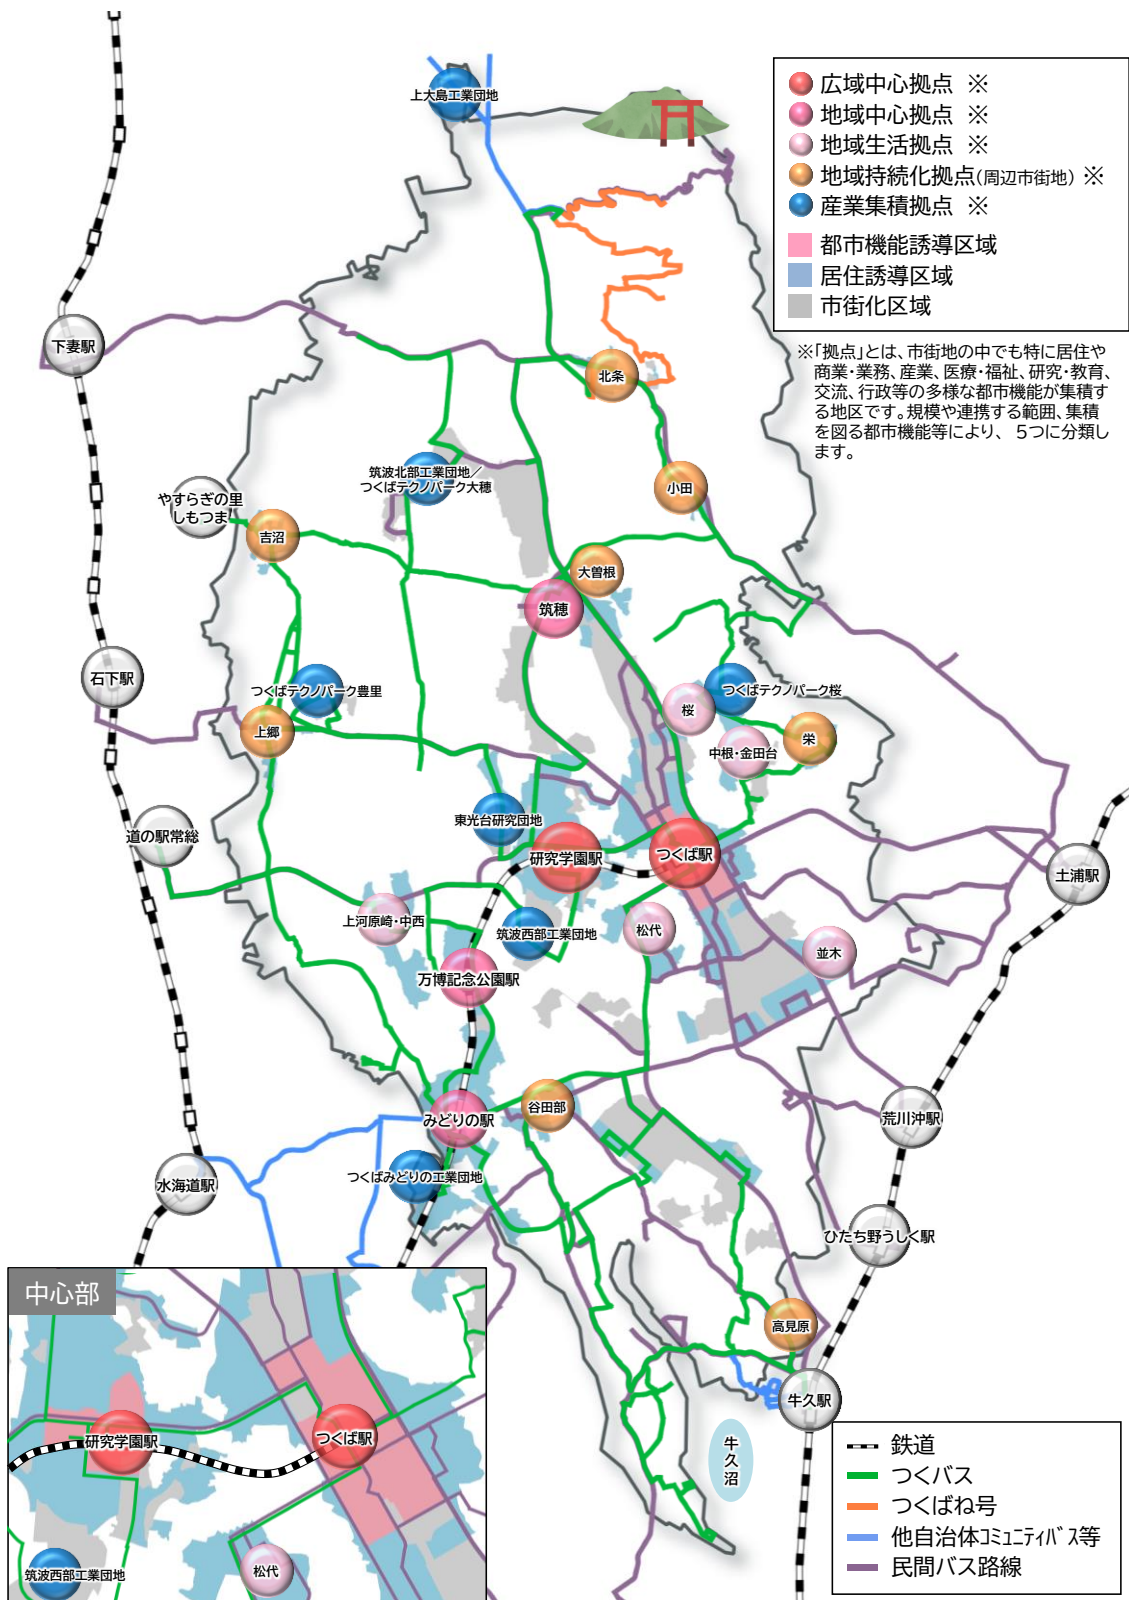 上大島工業団地
広域中心拠点 ※
地域中心拠点 ※
地域生活拠点 ※
地域持続化拠点(周辺市街地) ※
産業集積拠点 ※
都市機能誘導区域
居住誘導区域
市街化区域
※「拠点」とは、市街地の中でも特に居住や
商業・業務、産業、医療・福祉、研究・教育、
交流、行政等の多様な都市機能が集積す
る地区です。規模や連携する範囲、集積
を図る都市機能等により、 5つに分類し
ます。
下妻駅
北条
筑波北部工業団地／
つくばテクノパーク大穂
小田
やすらぎの里
しもつま
吉沼
大曽根
筑穂
石下駅
つくばテクノパーク豊里
つくばテクノパーク桜
桜
上郷
栄
中根・金田台
東光台研究団地
道の駅常総
研究学園駅
つくば駅
土浦駅
上河原崎・中西
筑波西部工業団地
松代
並木
万博記念公園駅
谷田部
みどりの駅
荒川沖駅
つくばみどりの工業団地
水海道駅
ひたち野うしく駅
高見原
牛久駅
牛久沼
中心部
研究学園駅
つくば駅
筑波西部工業団地
松代
鉄道
つくバス
つくばね号
他自治体ｺﾐｭﾆﾃｨﾊﾞｽ等
民間バス路線